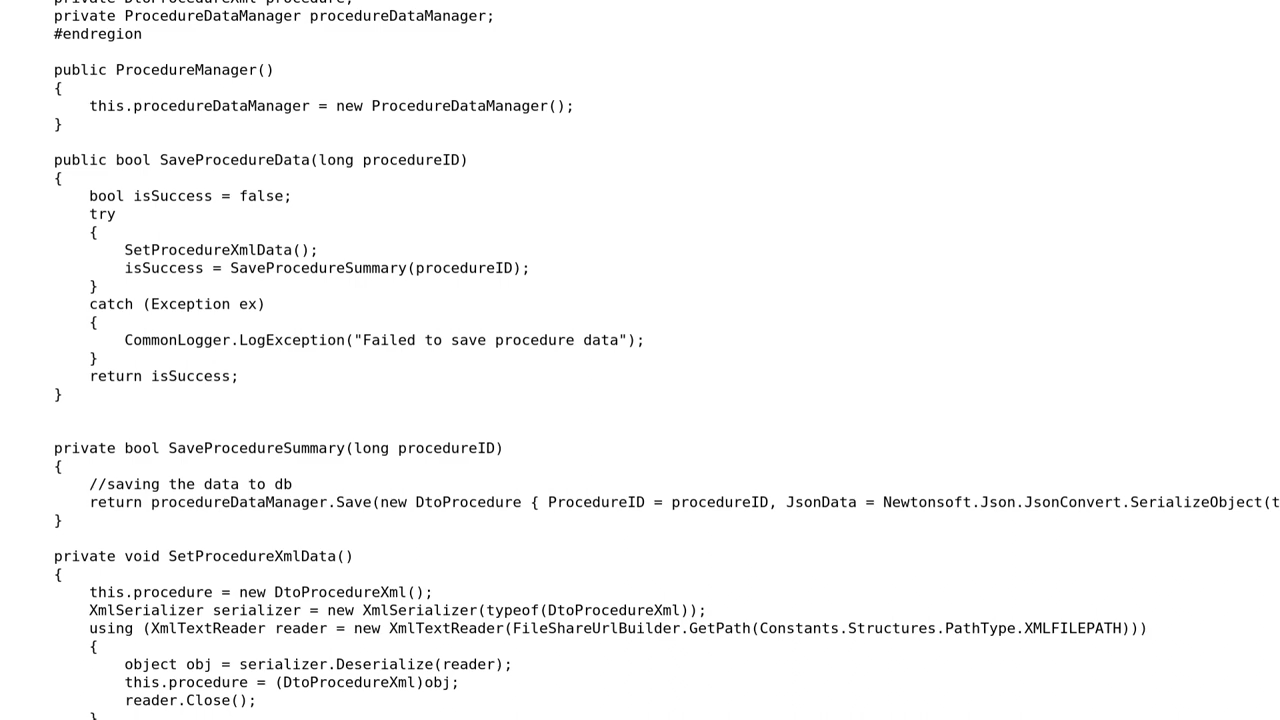 private DtoProcedureXml procedure;
private ProcedureDataManager procedureDataManager;
#endregion
public ProcedureManager()
{
this.procedureDataManager = new ProcedureDataManager();
}
public bool SaveProcedureData(long procedureID)
{
bool isSuccess = false;
try
{
SetProcedureXmlData();
isSuccess = SaveProcedureSummary(procedureID);
}
catch (Exception ex)
{
CommonLogger.LogException("Failed to save procedure data");
}
return isSuccess;
}
private bool SaveProcedureSummary(long procedureID)
{
//saving the data to db
return procedureDataManager.Save(new DtoProcedure { ProcedureID = procedureID, JsonData = Newtonsoft.Json.JsonConvert.SerializeObject(t
}
private void SetProcedureXmlData()
{
this.procedure = new DtoProcedureXml();
XmlSerializer serializer = new XmlSerializer(typeof(DtoProcedureXml));
using (XmlTextReader reader = new XmlTextReader(FileShareUrlBuilder.GetPath(Constants.Structures.PathType.XMLFILEPATH)))
{
object obj = serializer.Deserialize(reader);
this.procedure = (DtoProcedureXml)obj;
reader.Close();
}